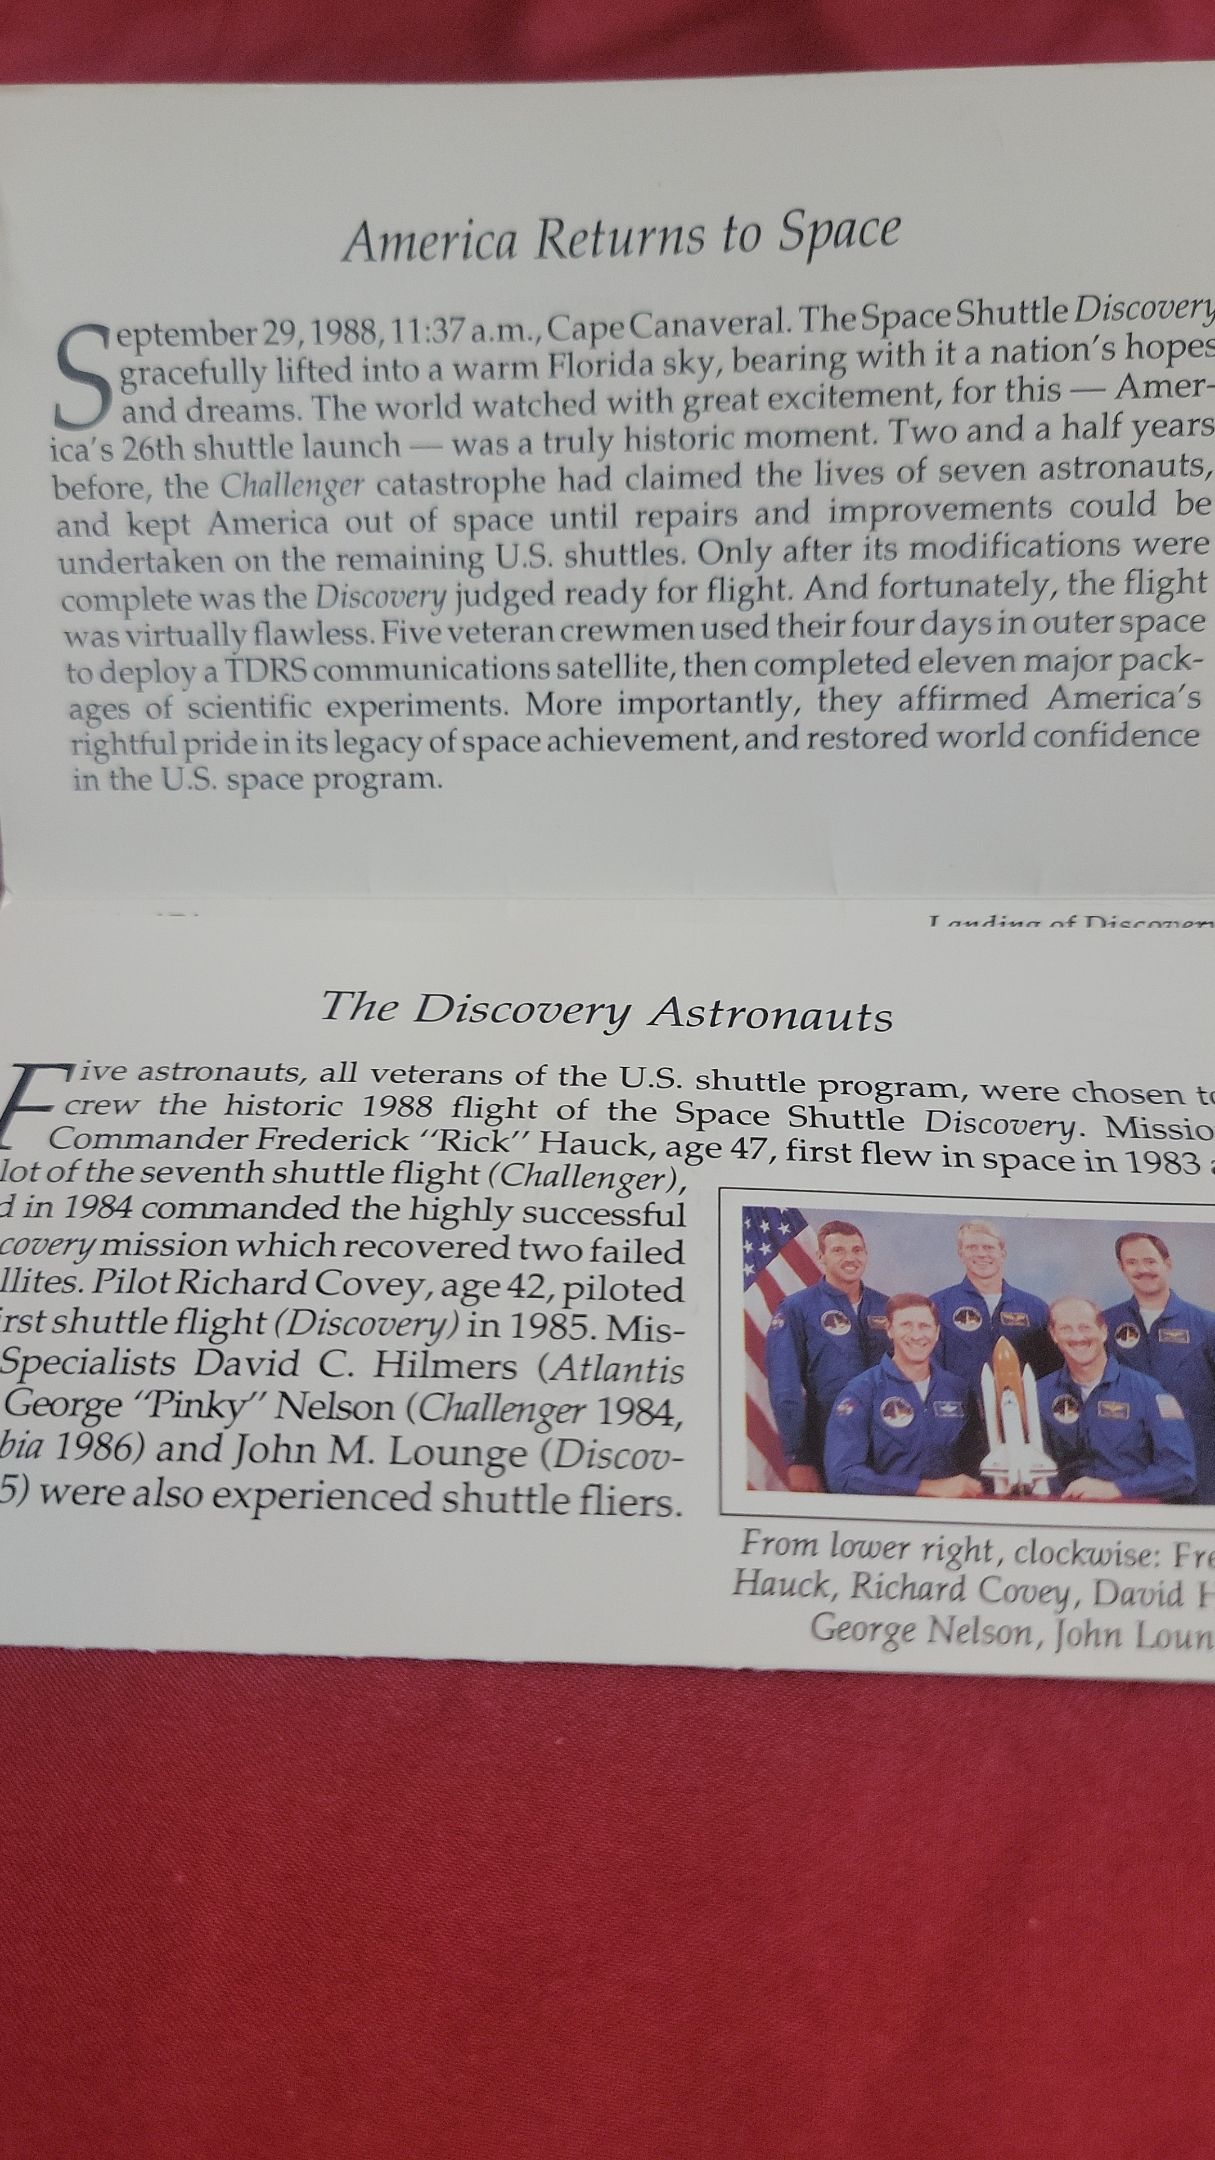 America Returns to Space
September 29, 1988, 11:37 a.m., Cape Canaveral. The Space Shuttle Discovery
gracefully lifted into a warm Florida sky, bearing with it a nation's hopes
and dreams. The world watched with great excitement, for this — Amer-
ica's 26th shuttle launch — was a truly historic moment. Two and a half years
before, the Challenger catastrophe had claimed the lives of seven astronauts,
and kept America out of space until repairs and improvements could be
undertaken on the remaining U.S. shuttles. Only after its modifications were
complete was the Discovery judged ready for flight. And fortunately, the flight
was virtually flawless. Five veteran crewmen used their four days in outer space
to deploy a TDRS communications satellite, then completed eleven major pack-
ages of scientific experiments. More importantly, they affirmed America's
rightful pride in its legacy of space achievement, and restored world confidence
in the U.S. space program.
Landing of Discovery
The Discovery Astronauts
Five astronauts, all veterans of the U.S. shuttle program, were chosen to
crew the historic 1988 flight of the Space Shuttle Discovery. Missio
Commander Frederick "Rick" Hauck, age 47, first flew in space in 1983
lot of the seventh shuttle flight (Challenger),
d in 1984 commanded the highly successful
covery mission which recovered two failed
llites. Pilot Richard Covey, age 42, piloted
irst shuttle flight (Discovery) in 1985. Mis-
Specialists David C. Hilmers (Atlantis
George "Pinky" Nelson (Challenger 1984,
bia 1986) and John M. Lounge (Discov-
5) were also experienced shuttle fliers.
From lower right, clockwise: Fre
Hauck, Richard Covey, David H
George Nelson, John Loun